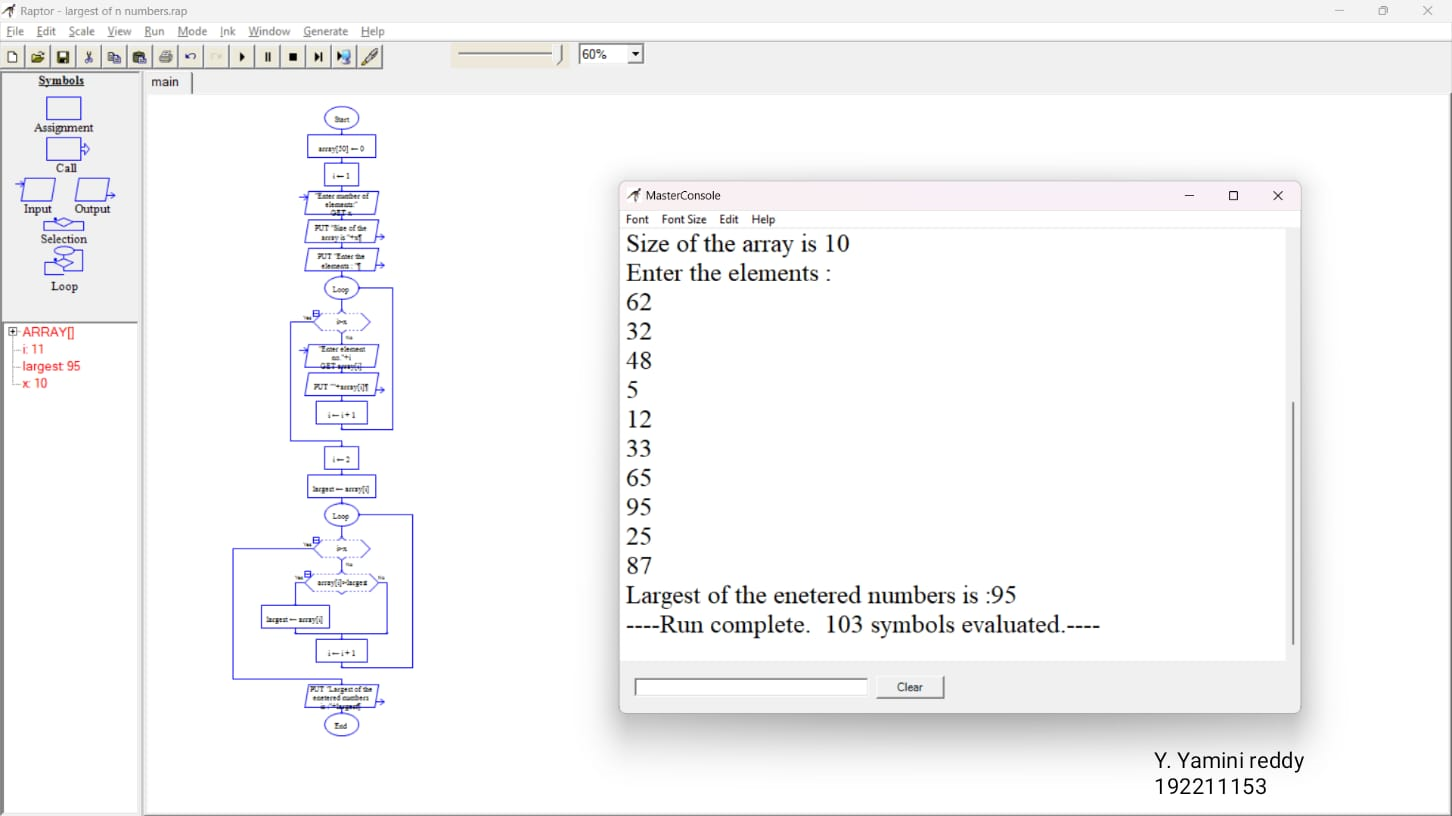 Raptor - largest of n numbers.rap
File Edit Scale View Run Mode Ink Window Generate Help
60%
Symbols
Assignment
Call
Input Output
Selection
Loop
ARRAY[]
i: 11
largest: 95
x: 10
main
Start
array[50] ← 0
i ← 1
"Enter number of
elements:"
GET x
PUT "Size of the
array is "+x¶
PUT "Enter the
elements : "¶
Loop
Yes
i>x
No
"Enter element
no."+i
GET array[i]
PUT ""+array[i]¶
i ← i + 1
i ← 2
largest ← array[i]
Loop
Yes
i>x
No
Yes
array[i]>largest
No
largest ← array[i]
i ← i + 1
PUT "Largest of the
enetered numbers
is :"+largest¶
End
MasterConsole
Font Font Size Edit Help
Size of the array is 10
Enter the elements :
62
32
48
5
12
33
65
95
25
87
Largest of the enetered numbers is :95
----Run complete.  103 symbols evaluated.----
Clear
Y. Yamini reddy
192211153